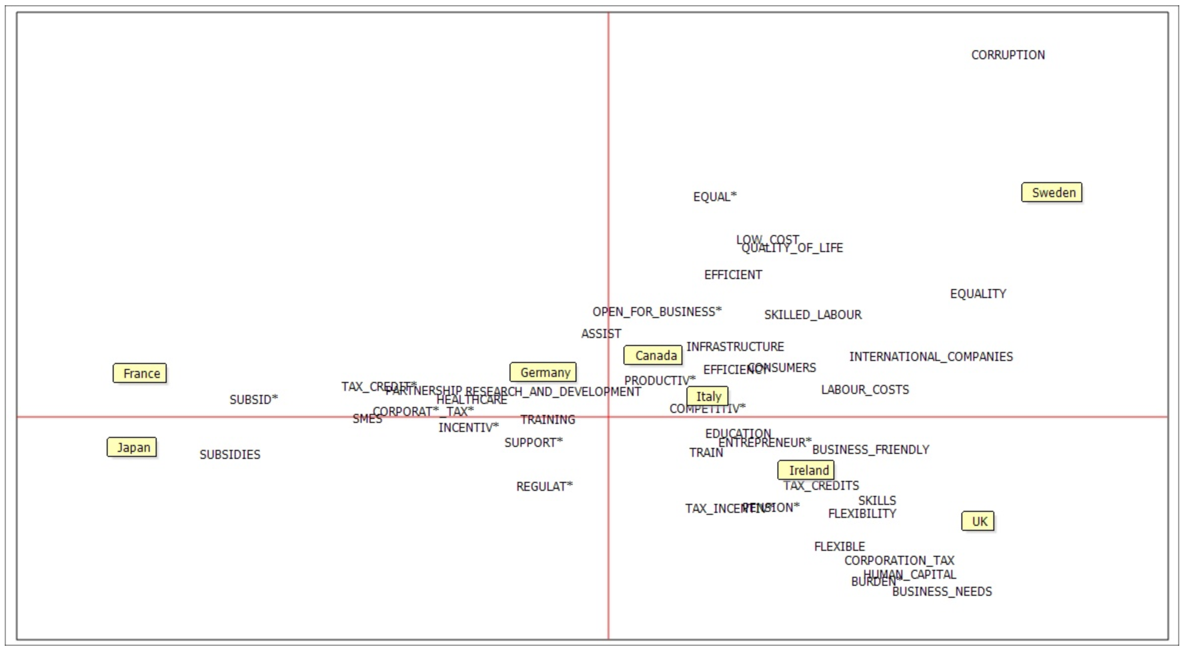 CORRUPTION
Sweden
EQUAL*
LOW_COST
QUALITY_OF_LIFE
EFFICIENT
EQUALITY
OPEN_FOR_BUSINESS*
SKILLED_LABOUR
ASSIST
INFRASTRUCTURE
Canada
INTERNATIONAL_COMPANIES
EFFICIENCY
CONSUMERS
France
Germany
PRODUCTIV*
TAX_CREDIT*
PARTNERSHIP
RESEARCH_AND_DEVELOPMENT
LABOUR_COSTS
Italy
SUBSID*
HEALTHCARE
COMPETITIV*
CORPORAT*_TAX*
SMES
TRAINING
INCENTIV*
EDUCATION
SUPPORT*
ENTREPRENEUR*
Japan
BUSINESS_FRIENDLY
TRAIN
SUBSIDIES
Ireland
TAX_CREDITS
REGULAT*
SKILLS
TAX_INCENTIV*
PENSION*
FLEXIBILITY
UK
FLEXIBLE
CORPORATION_TAX
HUMAN_CAPITAL
BURDEN*
BUSINESS_NEEDS